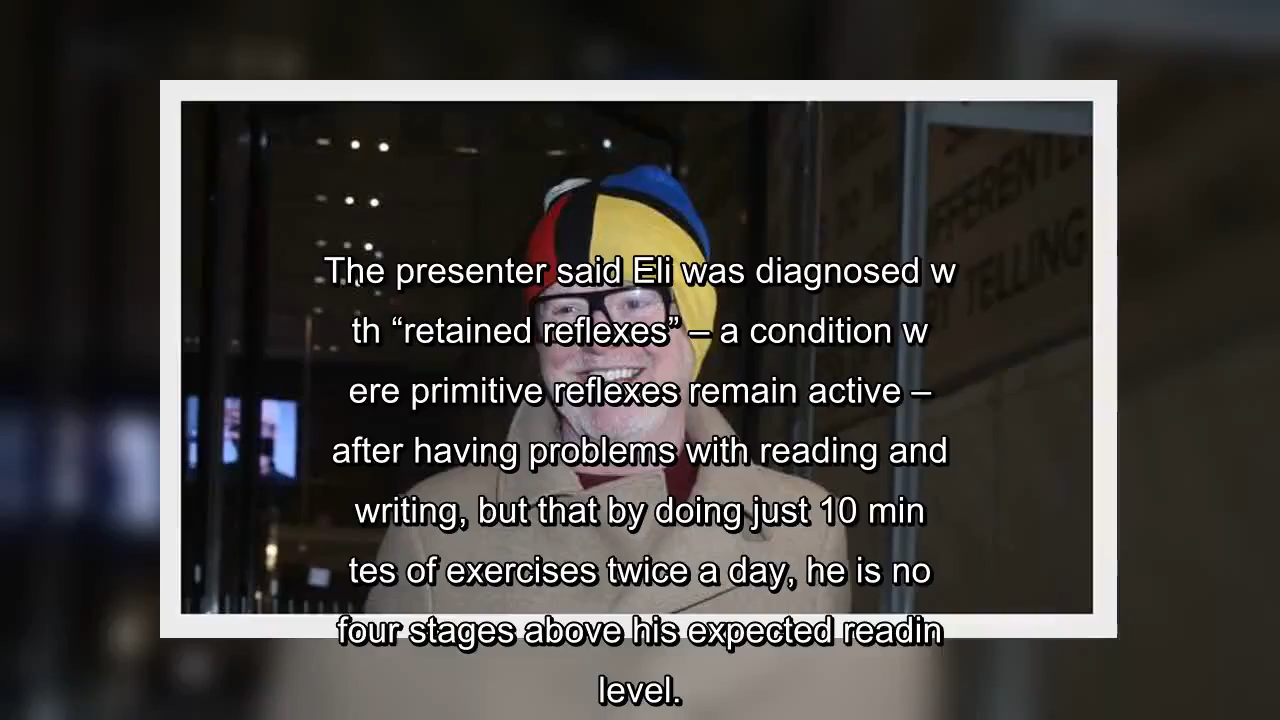 The presenter said Eli was diagnosed w
th “retained reflexes” – a condition w
ere primitive reflexes remain active –
after having problems with reading and
writing, but that by doing just 10 min
tes of exercises twice a day, he is no
four stages above his expected readin
level.
TELLING